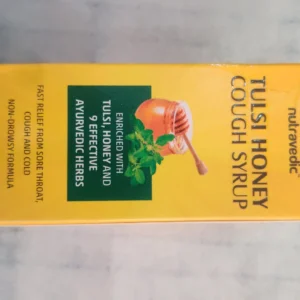 nutravedic
TULSI HONEY
COUGH SYRUP
ENRICHED WITH
TULSI, HONEY AND
9 EFFECTIVE
AYURVEDIC HERBS
FAST RELIEF FROM SORE THROAT,
COUGH AND COLD
NON-DROWSY FORMULA